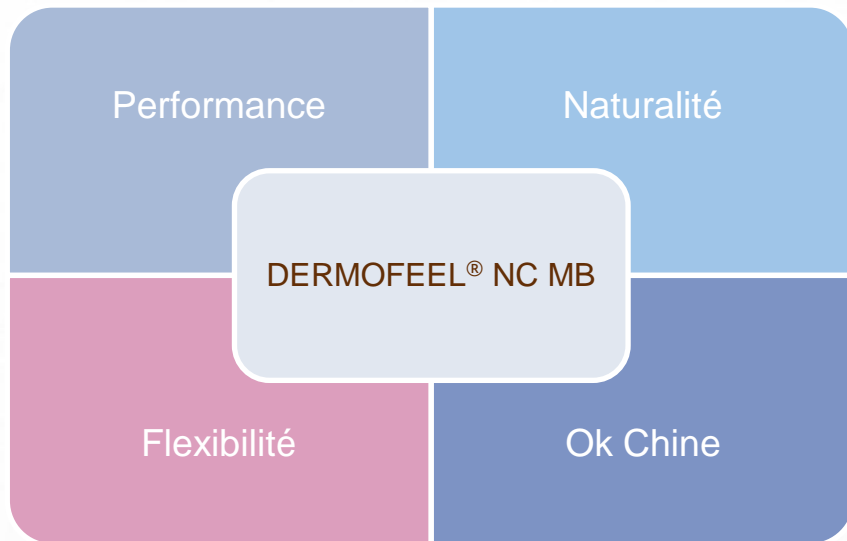 Performance
Naturalité
DERMOFEEL® NC MB
Flexibilité
Ok Chine